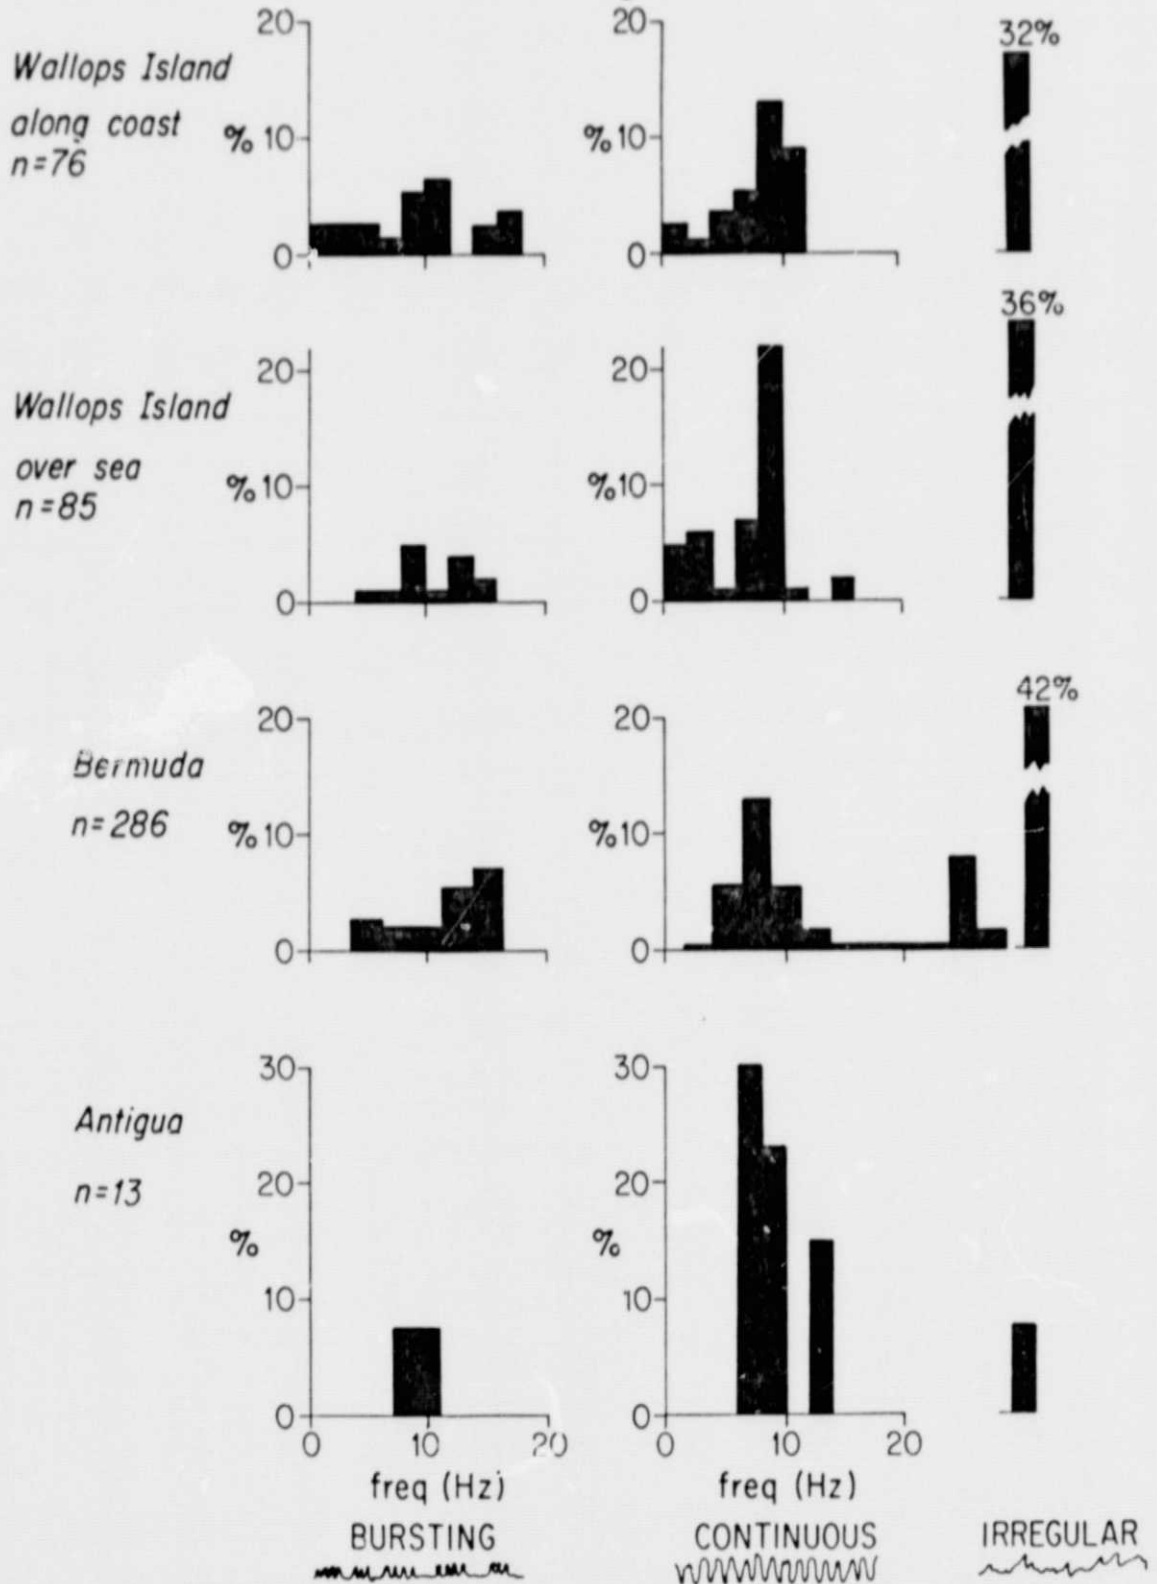 20 20 32%
Wallops Island
along coast
% 10 % 10
n=76
0 0
36%
20 20
Wallops Island
over sea
% 10 % 10
n=85
0 0
42%
20 20
Bermuda
n=286
% 10 % 10
0 0
30 30
Antigua
n=13
20 20
% %
10 10
0 0
0 10 20 0 10 20
freq (Hz) freq (Hz)
BURSTING CONTINUOUS IRREGULAR